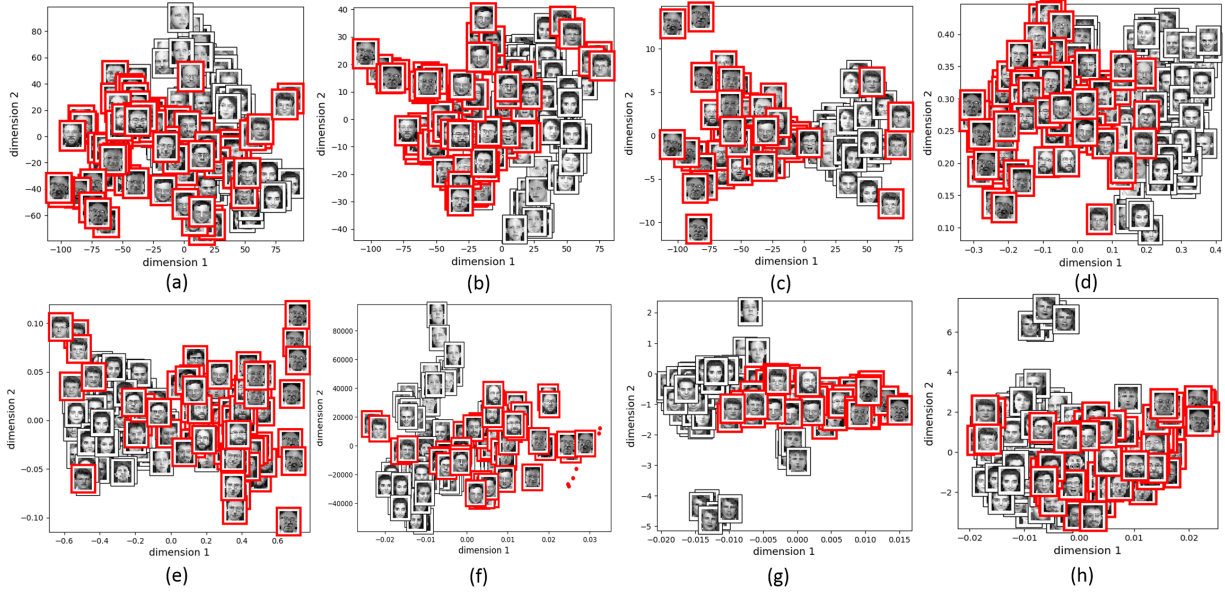 80
60
40
20
0
−20
−40
−60
dimension 2
−100 −75 −50 −25 0 25 50 75
dimension 1
(a)
40
30
20
10
0
−10
−20
−30
−40
dimension 2
−100 −75 −50 −25 0 25 50 75
dimension 1
(b)
10
5
0
−5
−10
dimension 2
−100 −75 −50 −25 0 25 50 75
dimension 1
(c)
0.40
0.35
0.30
0.25
0.20
0.15
0.10
dimension 2
−0.3 −0.2 −0.1 0.0 0.1 0.2 0.3 0.4
dimension 1
(d)
0.10
0.05
0.00
−0.05
−0.10
dimension 2
−0.6 −0.4 −0.2 0.0 0.2 0.4 0.6
dimension 1
(e)
80000
60000
40000
20000
0
−20000
−40000
dimension 2
−0.02 −0.01 0.00 0.01 0.02 0.03
dimension 1
(f)
2
1
0
−1
−2
−3
−4
−5
dimension 2
−0.020 −0.015 −0.010 −0.005 0.000 0.005 0.010 0.015
dimension 1
(g)
6
4
2
0
−2
dimension 2
−0.02 −0.01 0.00 0.01 0.02
dimension 1
(h)